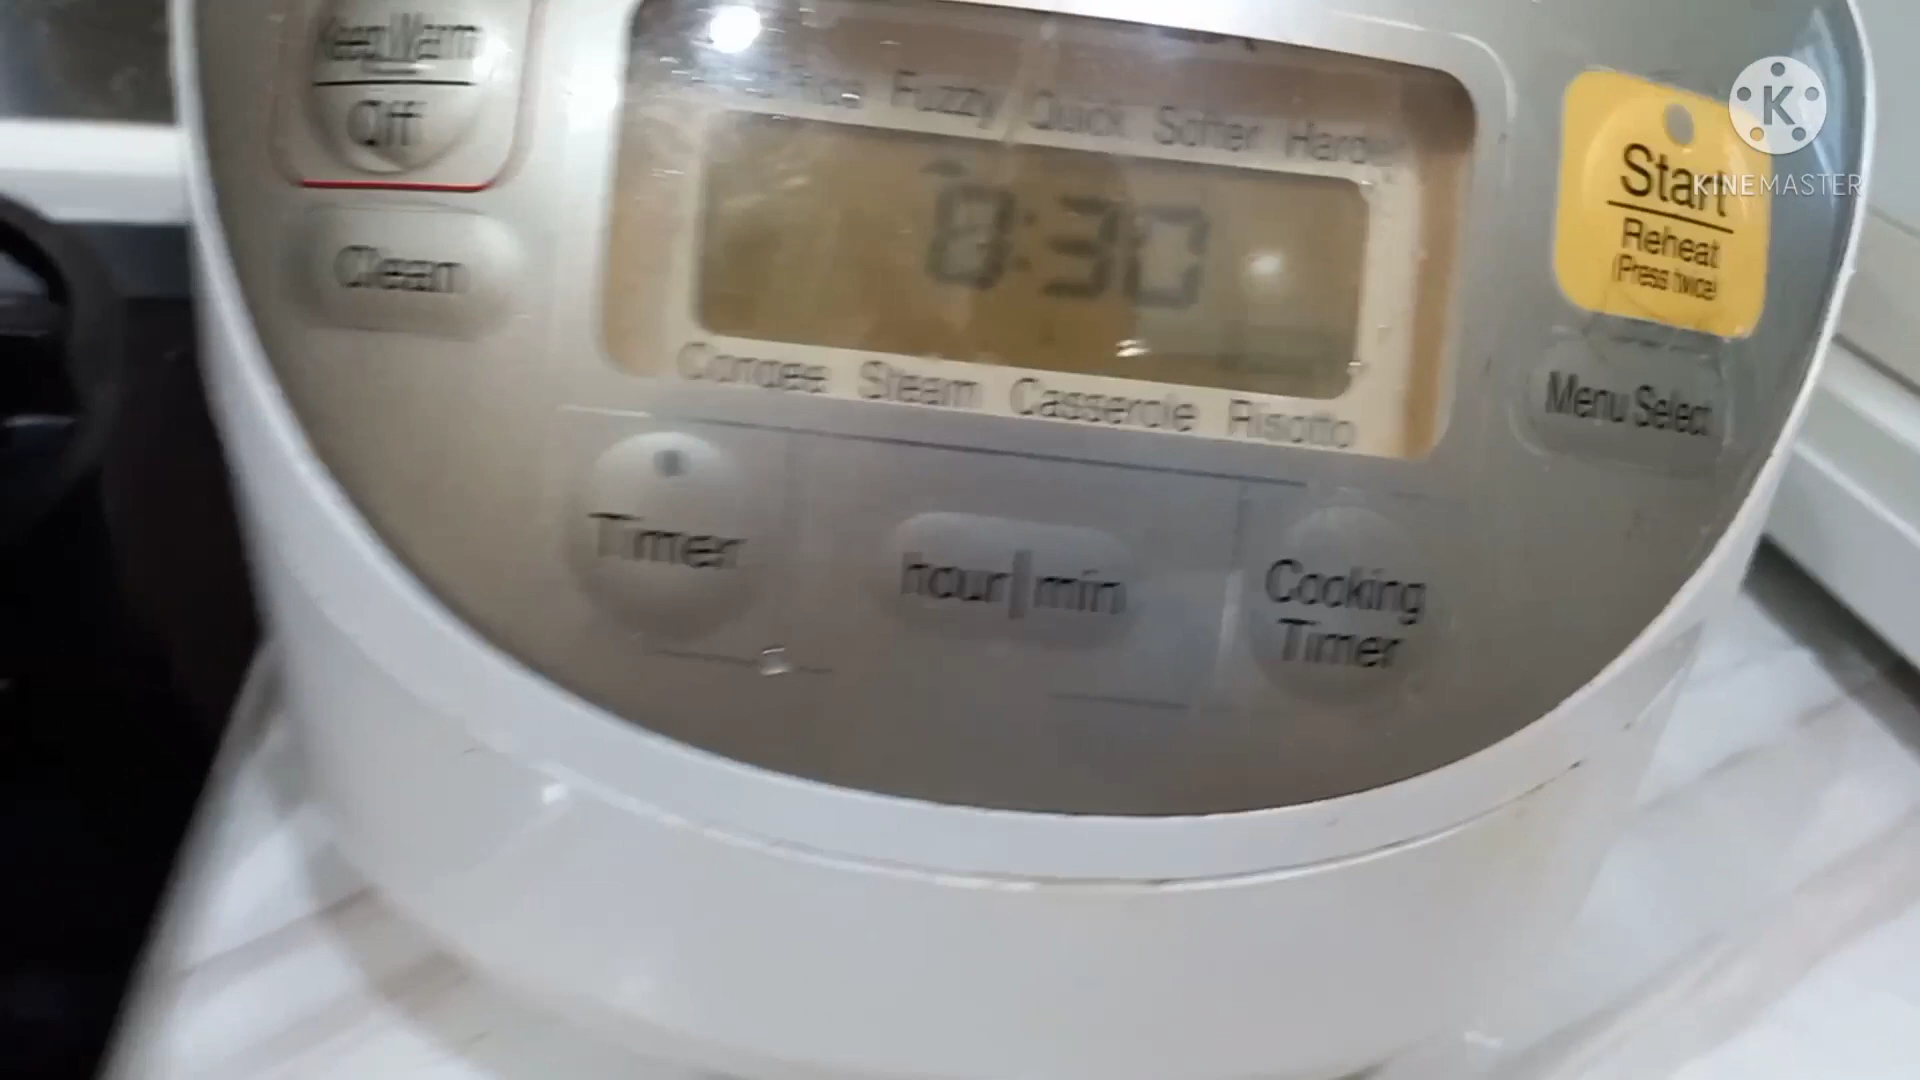 Keep Warm
Off
Clean
Rice Fuzzy Quick Softer Harder
0:30
Congee Steam Casserole Risotto
Start
Reheat
(Press twice)
Menu Select
Timer
hour|min
Cooking
Timer
K
KINEMASTER